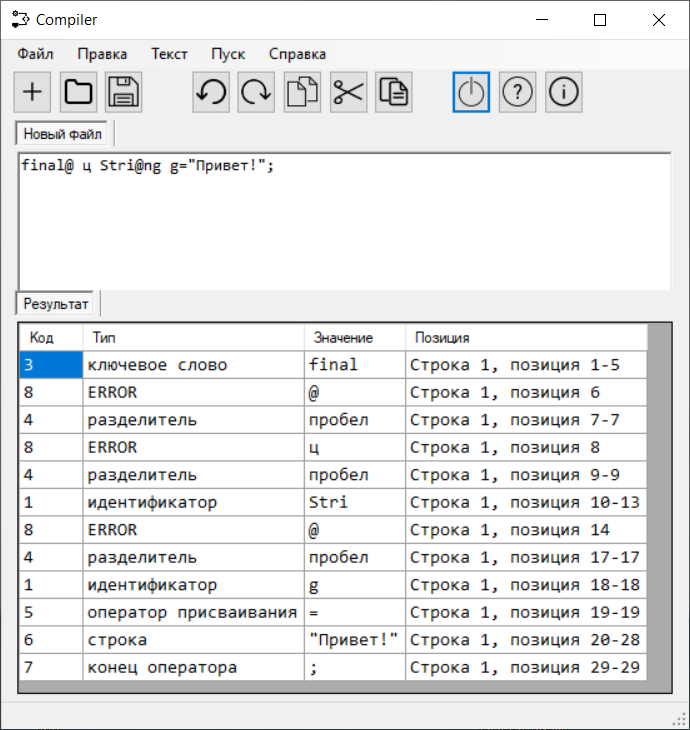 Compiler
Файл Правка Текст Пуск Справка
Новый файл
final@ ц Stri@ng g="Привет!";
Результат
Код Тип Значение Позиция
3 ключевое слово final Строка 1, позиция 1-5
8 ERROR @ Строка 1, позиция 6
4 разделитель пробел Строка 1, позиция 7-7
8 ERROR ц Строка 1, позиция 8
4 разделитель пробел Строка 1, позиция 9-9
1 идентификатор Stri Строка 1, позиция 10-13
8 ERROR @ Строка 1, позиция 14
4 разделитель пробел Строка 1, позиция 17-17
1 идентификатор g Строка 1, позиция 18-18
5 оператор присваивания = Строка 1, позиция 19-19
6 строка "Привет!" Строка 1, позиция 20-28
7 конец оператора ; Строка 1, позиция 29-29